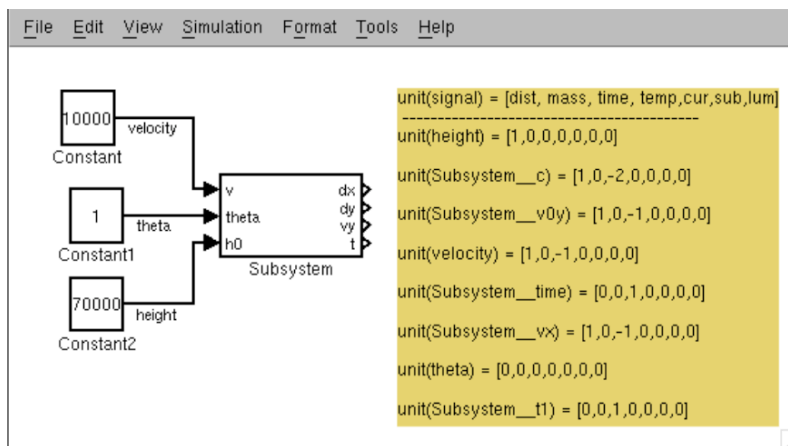 File Edit View Simulation Format Tools Help
10000
velocity
Constant
1
theta
Constant1
70000
height
Constant2
v
theta
h0
dx
dy
vy
t
Subsystem
unit(signal) = [dist, mass, time, temp,cur,sub,lum]
------------------------------------------
unit(height) = [1,0,0,0,0,0,0]
unit(Subsystem__c) = [1,0,-2,0,0,0,0]
unit(Subsystem__v0y) = [1,0,-1,0,0,0,0]
unit(velocity) = [1,0,-1,0,0,0,0]
unit(Subsystem__time) = [0,0,1,0,0,0,0]
unit(Subsystem__vx) = [1,0,-1,0,0,0,0]
unit(theta) = [0,0,0,0,0,0,0]
unit(Subsystem__t1) = [0,0,1,0,0,0,0]